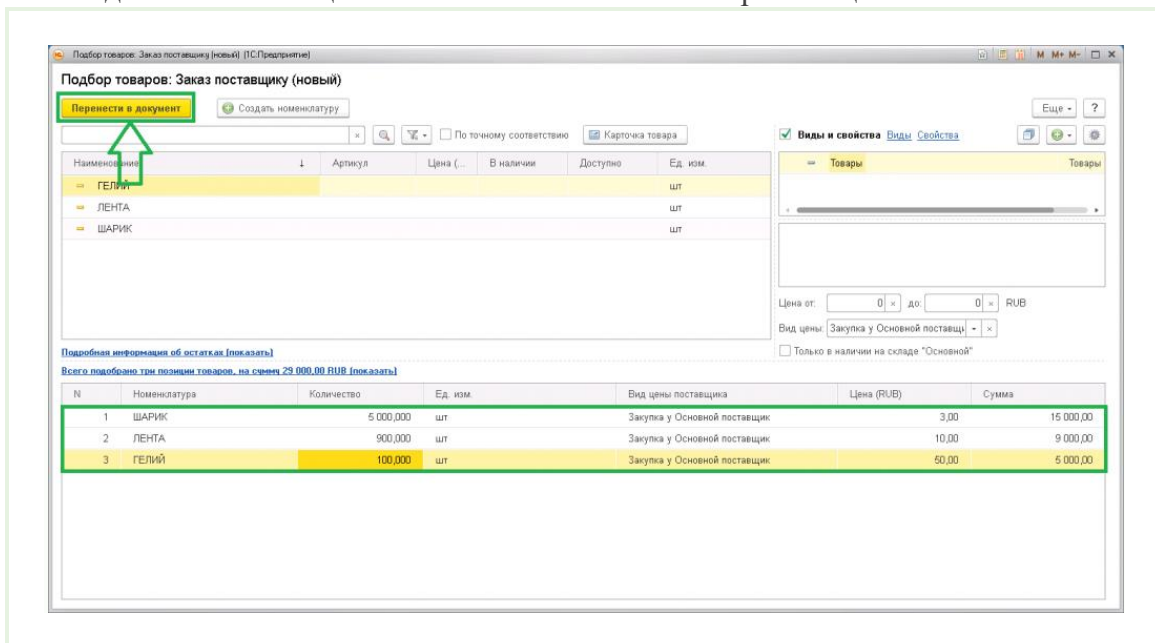 Подбор товаров: Заказ поставщику (новый) (1С:Предприятие) M M+ M-
Подбор товаров: Заказ поставщику (новый)
Перенести в документ Создать номенклатуру Еще ?
По точному соответствию Карточка товара Виды и свойства Виды Свойства
Наименование ↓ Артикул Цена (... В наличии Доступно Ед. изм. Товары Товары
ГЕЛИЙ шт
ЛЕНТА шт
ШАРИК шт
Цена от: 0 до: 0 RUB
Вид цены: Закупка у Основной поставщи
Подробная информация об остатках [показать] Только в наличии на складе "Основной"
Всего подобрано три позиции товаров, на сумму 29 000,00 RUB [показать]
N Номенклатура Количество Ед. изм. Вид цены поставщика Цена (RUB) Сумма
1 ШАРИК 5 000,000 шт Закупка у Основной поставщик 3,00 15 000,00
2 ЛЕНТА 900,000 шт Закупка у Основной поставщик 10,00 9 000,00
3 ГЕЛИЙ 100,000 шт Закупка у Основной поставщик 50,00 5 000,00